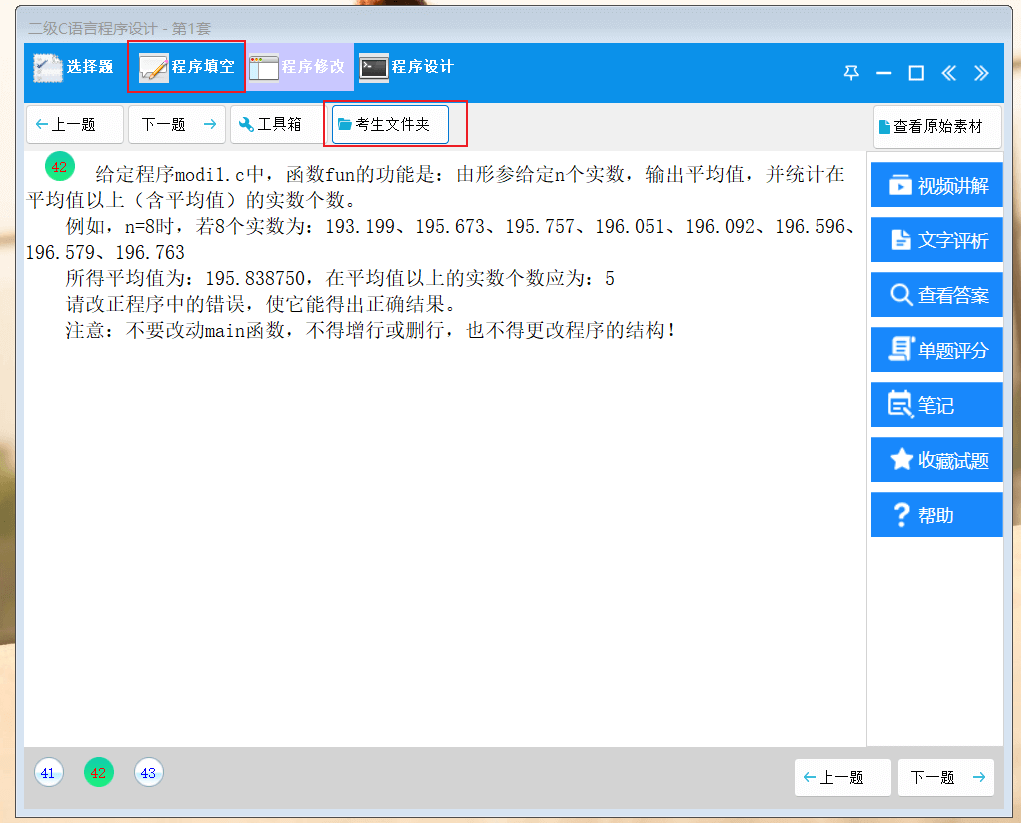 二级C语言程序设计 - 第1套
选择题 程序填空 程序修改 程序设计
上一题 下一题 工具箱 考生文件夹 查看原始素材
42 给定程序modi1.c中，函数fun的功能是：由形参给定n个实数，输出平均值，并统计在
平均值以上（含平均值）的实数个数。
例如，n=8时，若8个实数为：193.199、195.673、195.757、196.051、196.092、196.596、
196.579、196.763
所得平均值为：195.838750，在平均值以上的实数个数应为：5
请改正程序中的错误，使它能得出正确结果。
注意：不要改动main函数，不得增行或删行，也不得更改程序的结构！
视频讲解
文字评析
查看答案
单题评分
笔记
收藏试题
帮助
41 42 43 上一题 下一题